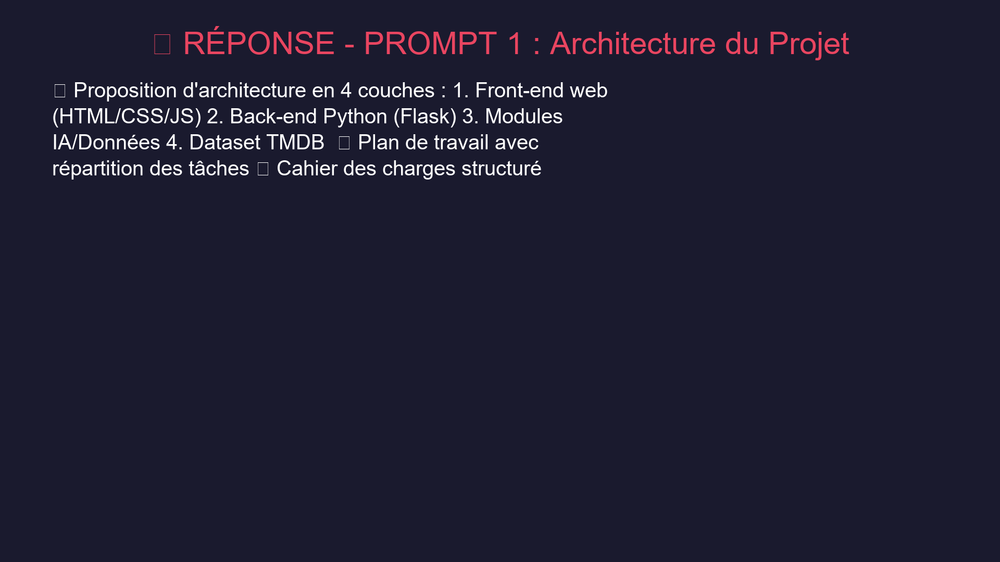 □ RÉPONSE - PROMPT 1 : Architecture du Projet
□ Proposition d'architecture en 4 couches : 1. Front-end web
(HTML/CSS/JS) 2. Back-end Python (Flask) 3. Modules
IA/Données 4. Dataset TMDB  □ Plan de travail avec
répartition des tâches □ Cahier des charges structuré